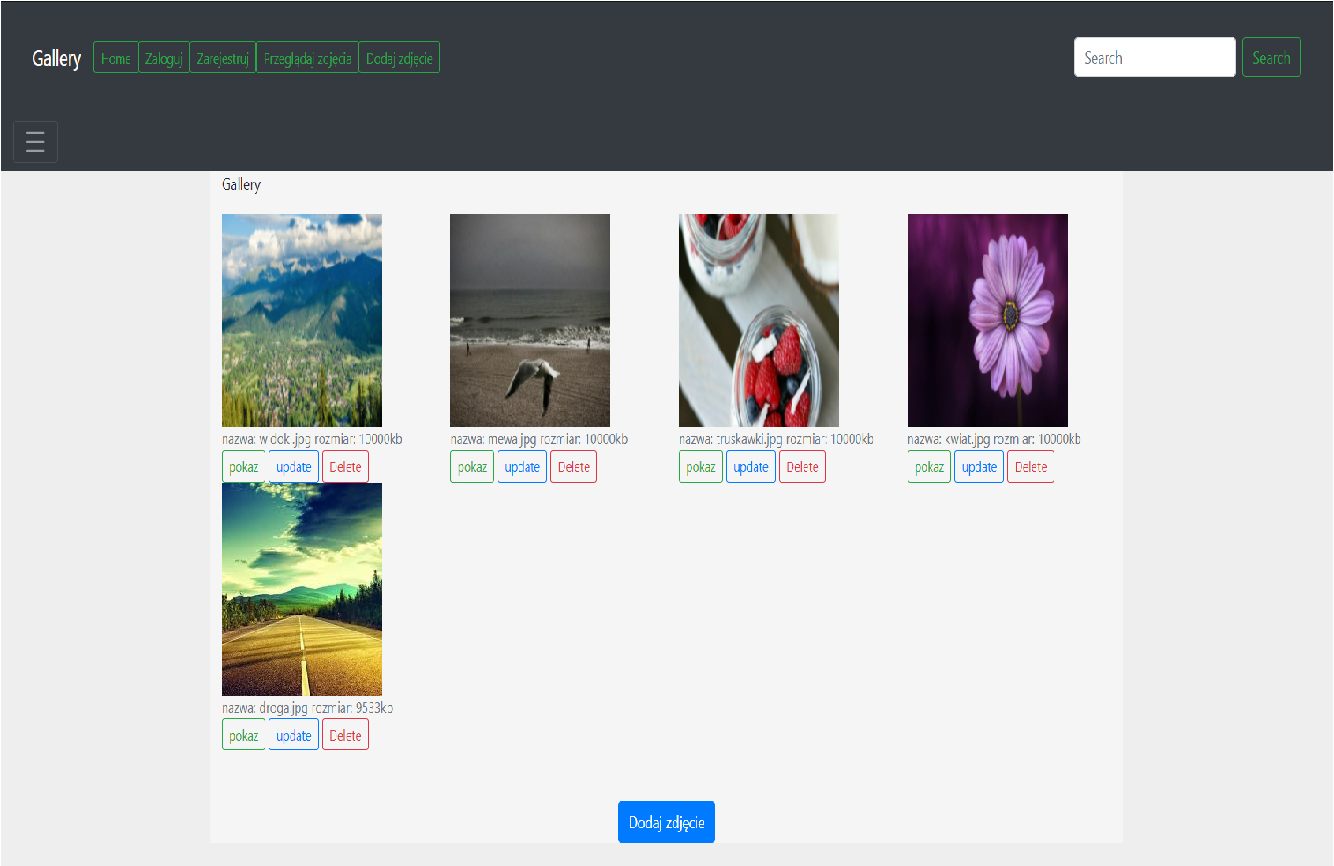 Gallery Home Zaloguj Zarejestruj Przeglądaj zdjecia Dodaj zdjęcie Search Search
Gallery
nazwa: widok.jpg rozmiar: 10000kb
pokaz update Delete
nazwa: mewa.jpg rozmiar: 10000kb
pokaz update Delete
nazwa: truskawki.jpg rozmiar: 10000kb
pokaz update Delete
nazwa: kwiat.jpg rozmiar: 10000kb
pokaz update Delete
nazwa: droga.jpg rozmiar: 9533kb
pokaz update Delete
Dodaj zdjęcie